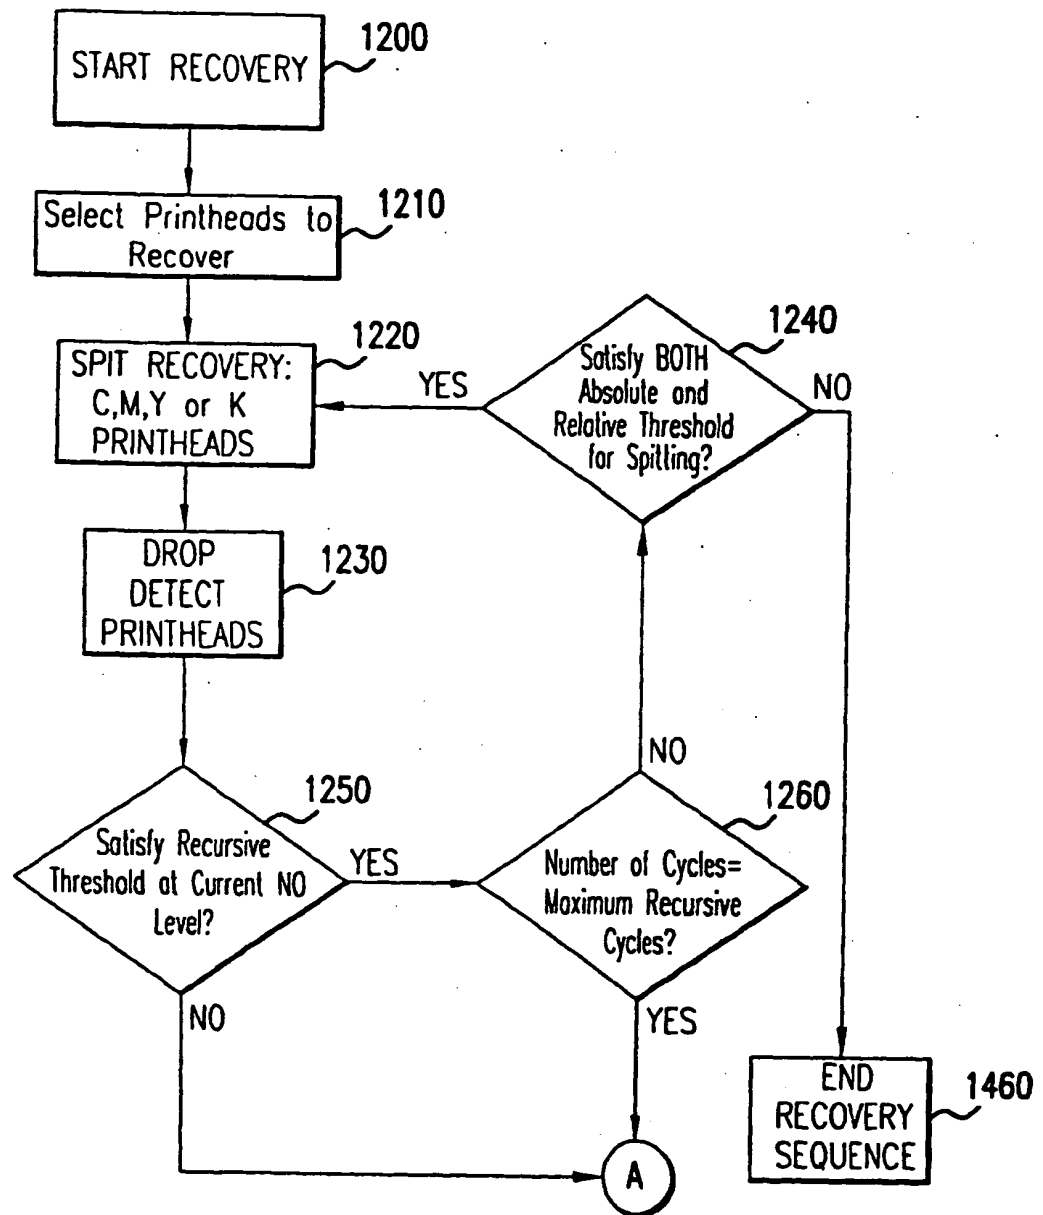 START RECOVERY
1200
Select Printheads to
Recover
1210
SPIT RECOVERY:
C,M,Y or K
PRINTHEADS
1220
YES
Satisfy BOTH
Absolute and
Relative Threshold
for Spitting?
1240
NO
DROP
DETECT
PRINTHEADS
1230
NO
Satisfy Recursive
Threshold at Current NO
Level?
1250
YES
Number of Cycles=
Maximum Recursive
Cycles?
1260
NO
YES
END
RECOVERY
SEQUENCE
1460
A